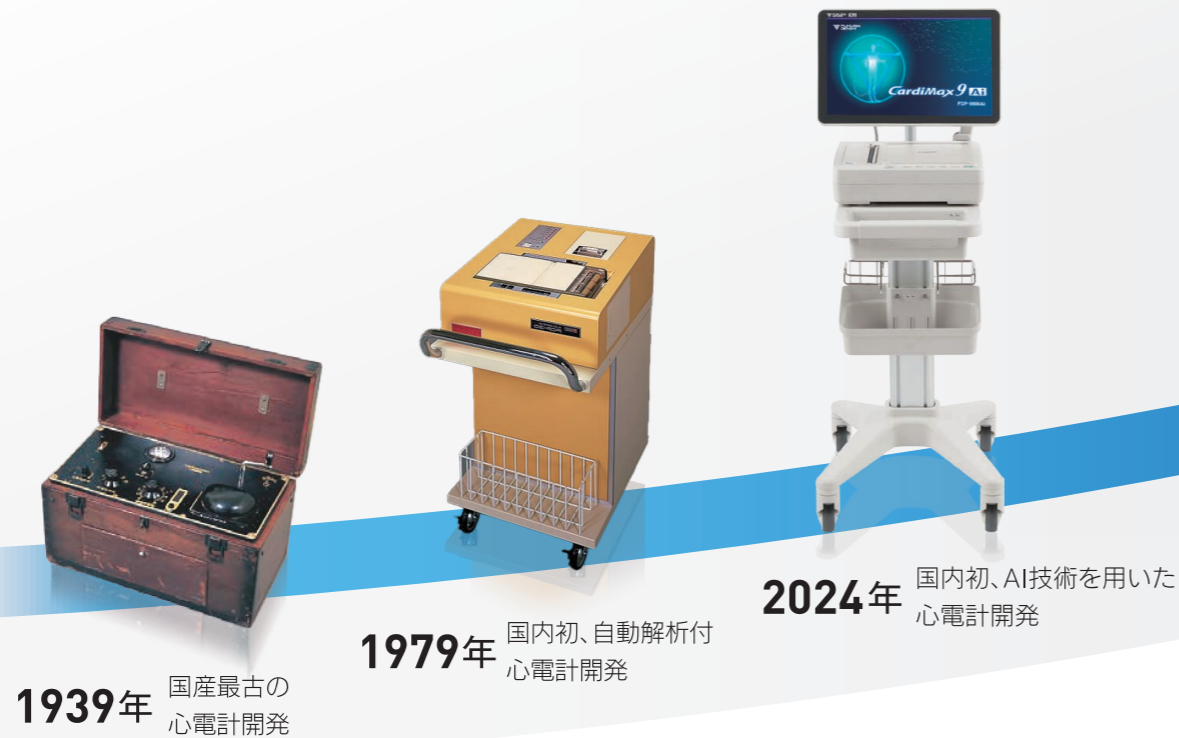 CardiMax 9 Ai
1939年
国産最古の
心電計開発
1979年
国内初、自動解析付
心電計開発
2024年
国内初、AI技術を用いた
心電計開発